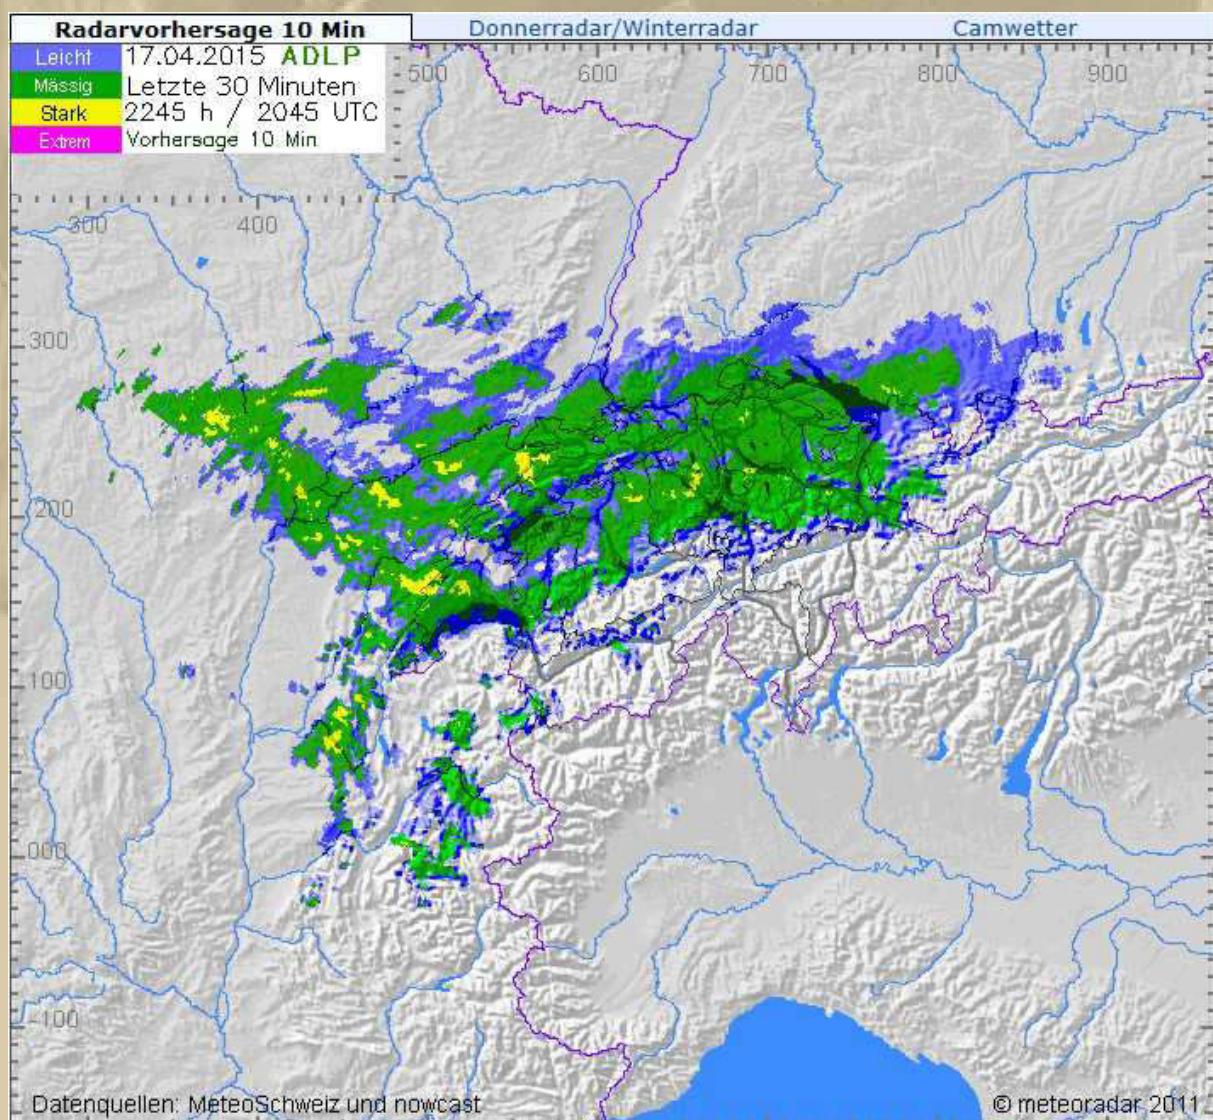 Radarvorhersage 10 Min
Donnerradar/Winterradar
Camwetter
Leicht
17.04.2015 ADLP
Mässig
Letzte 30 Minuten
Stark
2245 h / 2045 UTC
Extrem
Vorhersage 10 Min
500 600 700 800 900
300 400
300
200
100
000
-100
Datenquellen: MeteoSchweiz und nowcast
© meteoradar 2011